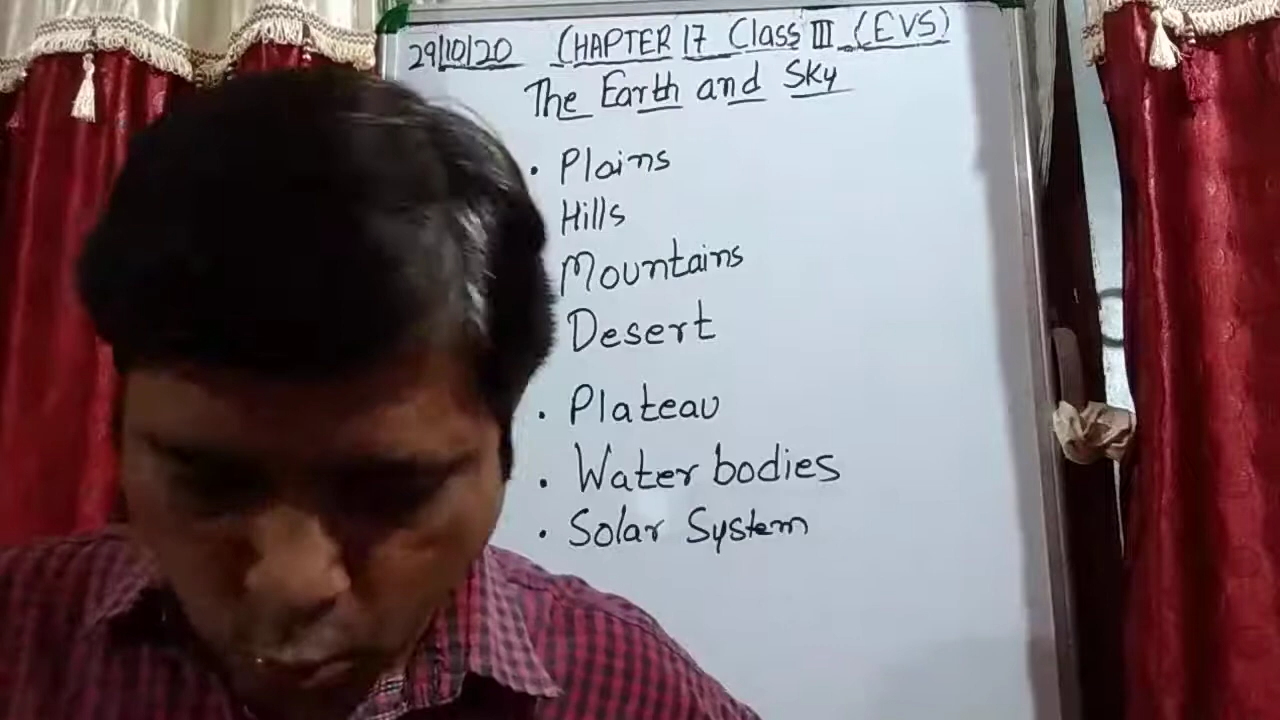 29/10/20 CHAPTER 17 Class III (EVS)
The Earth and Sky
• Plains
Hills
Mountains
Desert
• Plateau
• Water bodies
• Solar System